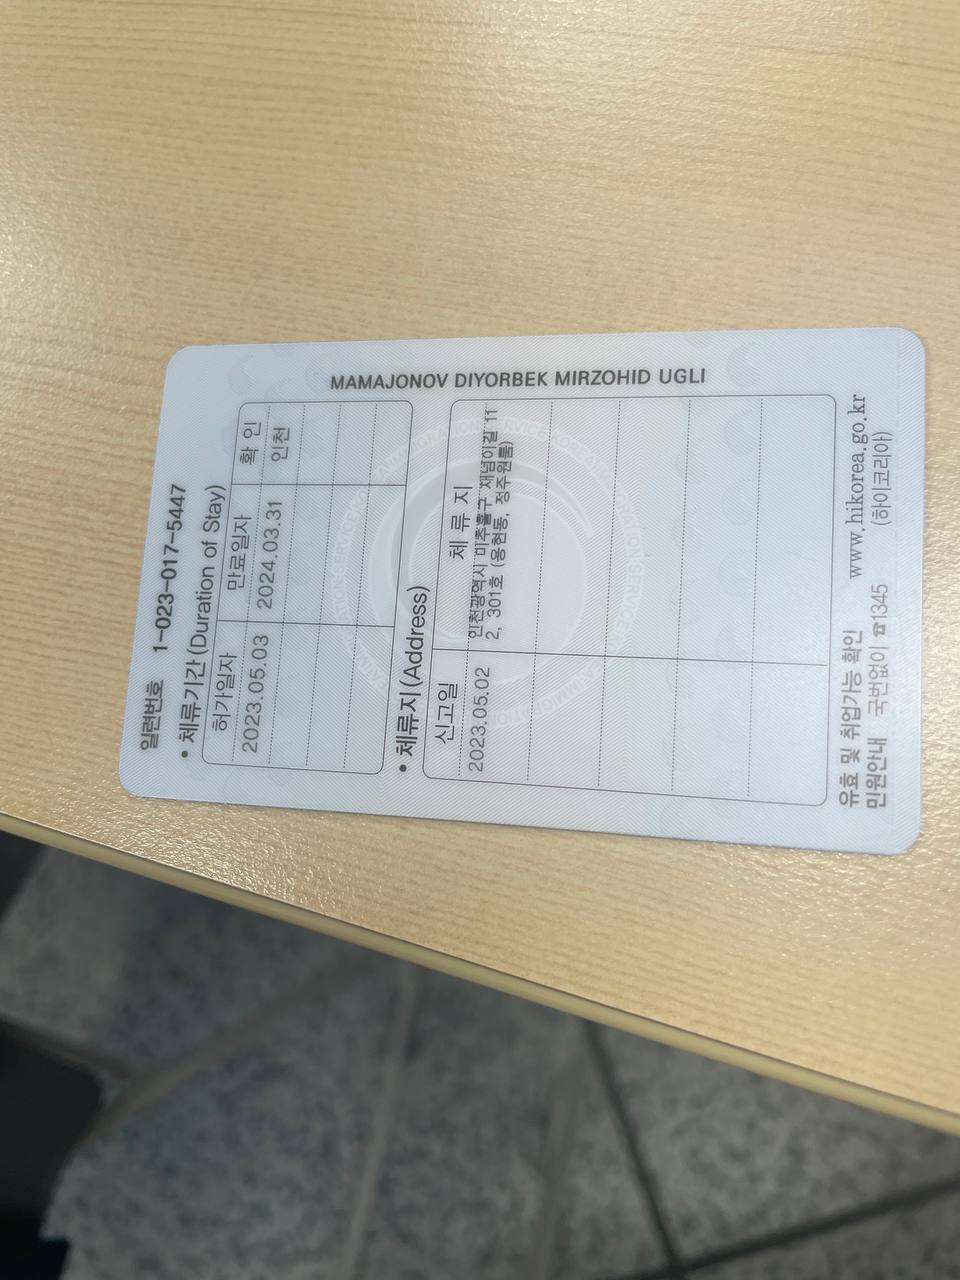 일련번호 1-023-017-5447
• 체류기간(Duration of Stay)
허가일자 만료일자 확 인
2023.05.03 2024.03.31 인천
MAMAJONOV DIYORBEK MIRZOHID UGLI
• 체류지(Address)
신고일 체 류 지
2023.05.02 인천광역시 미추홀구 재넘이길 11
2, 301호 (용현동, 정주원룸)
유효 및 취업가능 확인 www.hikorea.go.kr
민원안내 국번없이 ☎1345 (하이코리아)